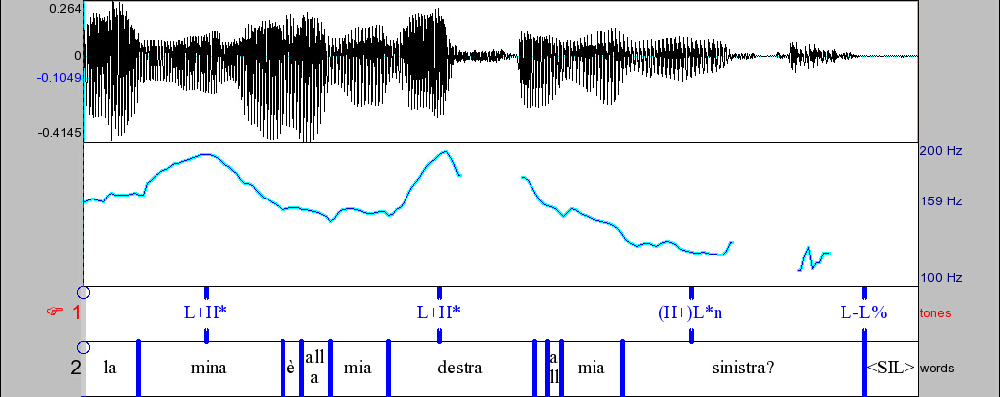 0.264
0
-0.1049
-0.4145
200 Hz
159 Hz
100 Hz
☞ 1 L+H* L+H* (H+)L*n L-L% tones
2 la mina è all
a mia destra a
ll mia sinistra? <SIL> words